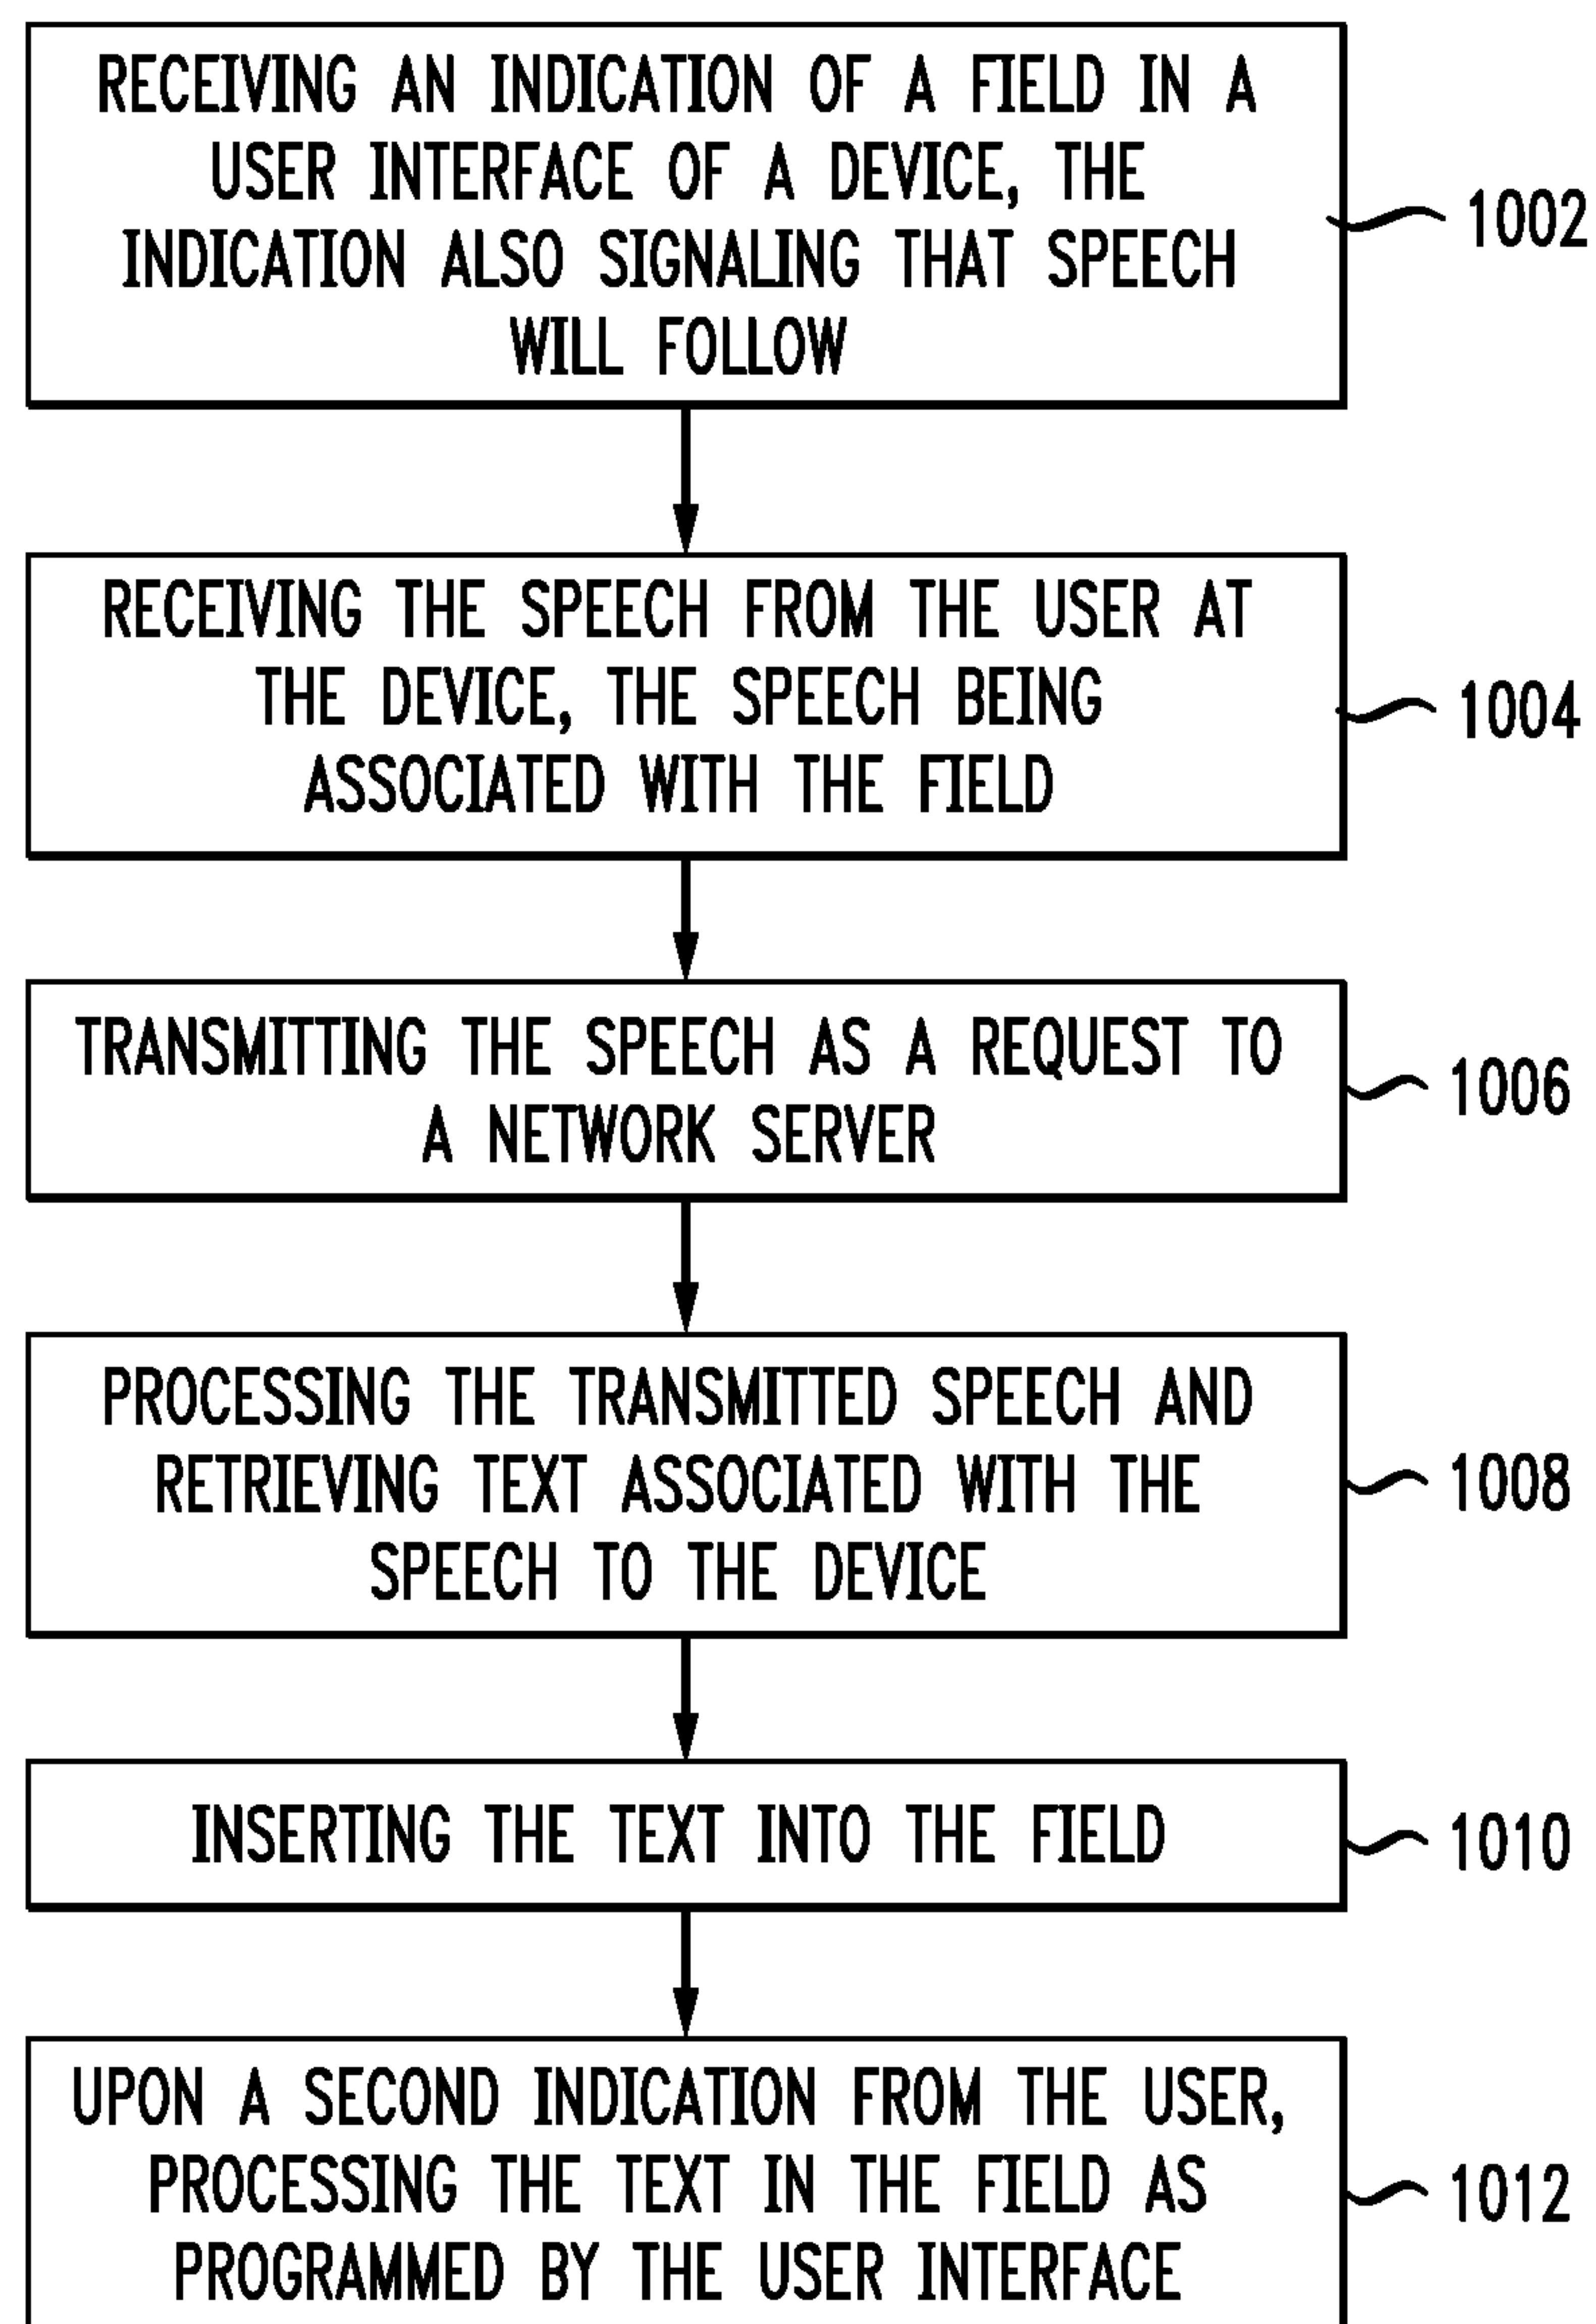 RECEIVING AN INDICATION OF A FIELD IN A
USER INTERFACE OF A DEVICE, THE
INDICATION ALSO SIGNALING THAT SPEECH
WILL FOLLOW
1002
RECEIVING THE SPEECH FROM THE USER AT
THE DEVICE, THE SPEECH BEING
ASSOCIATED WITH THE FIELD
1004
TRANSMITTING THE SPEECH AS A REQUEST TO
A NETWORK SERVER
1006
PROCESSING THE TRANSMITTED SPEECH AND
RETRIEVING TEXT ASSOCIATED WITH THE
SPEECH TO THE DEVICE
1008
INSERTING THE TEXT INTO THE FIELD
1010
UPON A SECOND INDICATION FROM THE USER,
PROCESSING THE TEXT IN THE FIELD AS
PROGRAMMED BY THE USER INTERFACE
1012